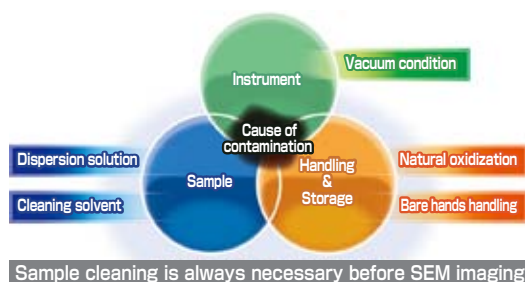 Vacuum condition
Instrument
Cause of
contamination
Dispersion solution
Cleaning solvent
Sample
Handling
&
Storage
Natural oxidization
Bare hands handling
Sample cleaning is always necessary before SEM imaging